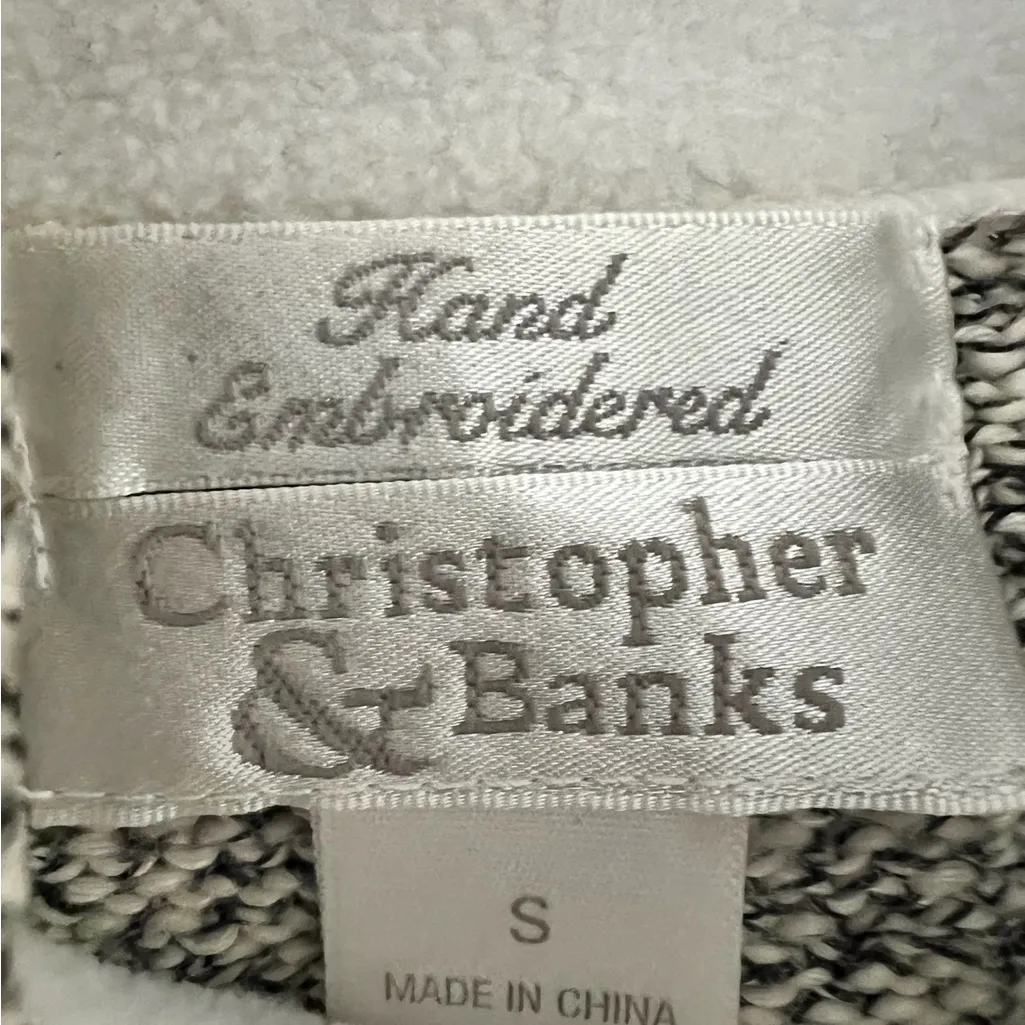 Hand
Embroidered
Christopher
& Banks
S
MADE IN CHINA